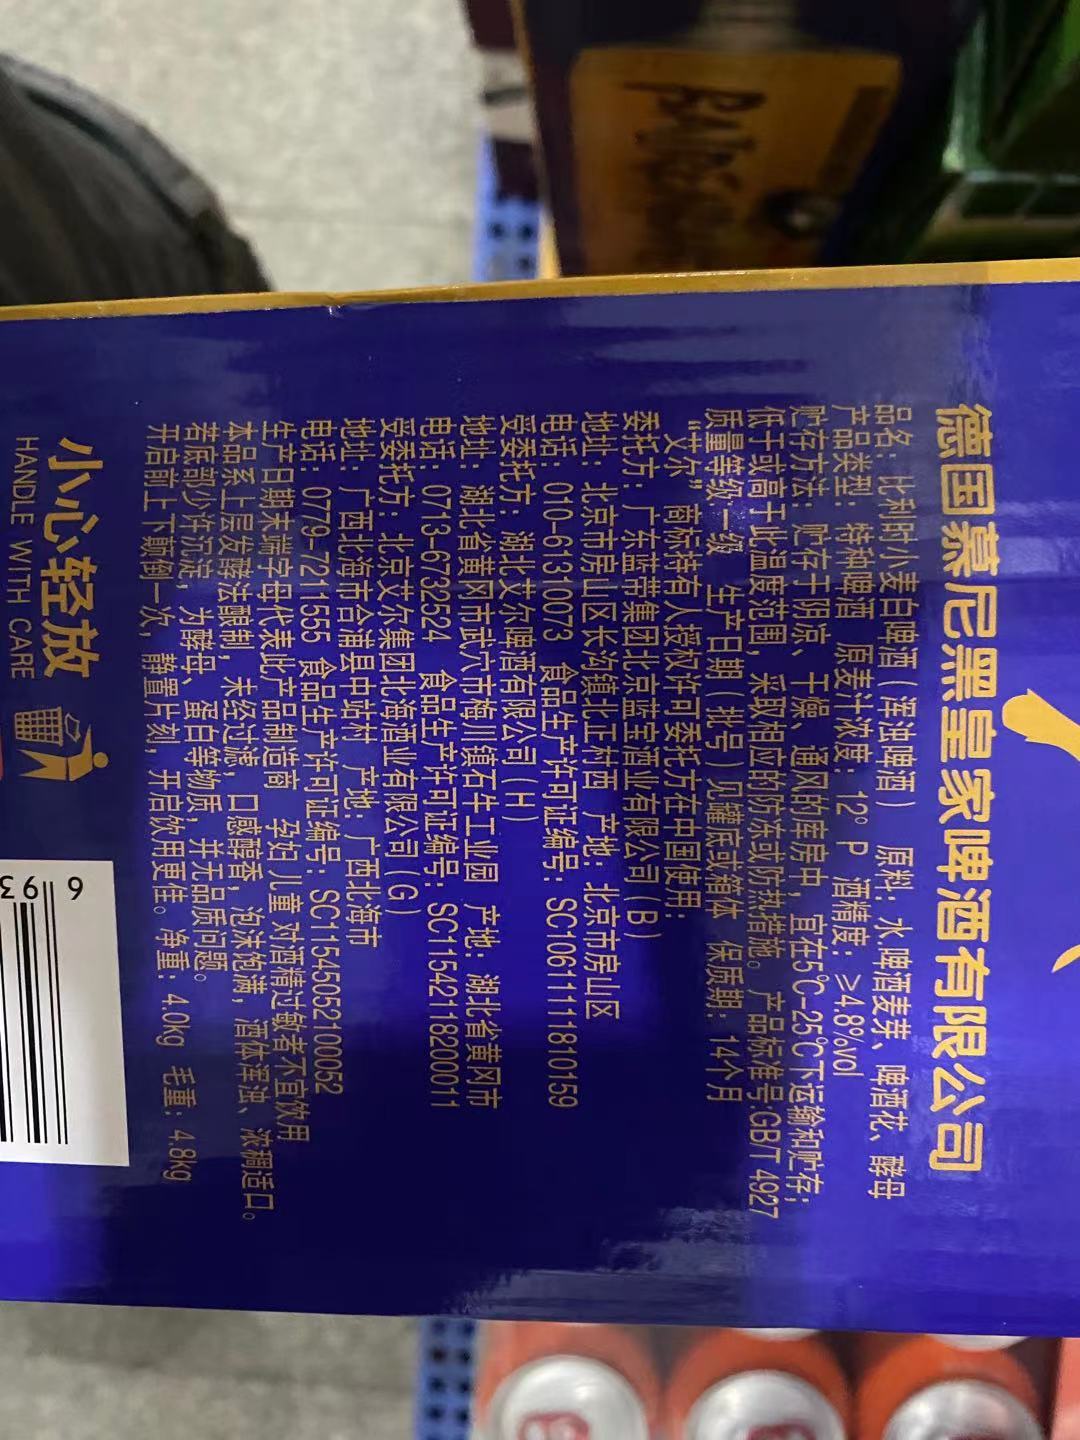 德国慕尼黑皇家啤酒有限公司
品名：比利时小麦白啤酒（浑浊啤酒） 原料：水、啤酒麦芽、啤酒花、酵母
产品类型：特种啤酒 原麦汁浓度：12°P 酒精度：≥4.8%vol
贮存方法：贮存于阴凉、干燥、通风的库房中，宜在5℃-25℃下运输和贮存；
低于或高于此温度范围，采取相应的防冻或防热措施。产品标准号:GB/T 4927
质量等级：一级 生产日期（批号）见罐底或箱体 保质期：14个月
“艾尔”商标持有人授权许可委托方在中国使用：
委托方：广东蓝带集团北京蓝宝酒业有限公司（B）
地址：北京市房山区长沟镇北正村西 产地：北京市房山区
电话：010-61310073 食品生产许可证编号：SC1061111810159
受委托方：湖北艾尔啤酒有限公司（H）
地址：湖北省黄冈市武穴市梅川镇石牛工业园 产地：湖北省黄冈市
电话：0713-6732524 食品生产许可证编号：SC11542118200011
受委托方：北京艾尔集团北海酒业有限公司（G）
地址：广西北海市合浦县中站村 产地：广西北海市
电话：0779-7211555 食品生产许可证编号：SC11545052100052
生产日期末端字母代表此产品制造商 孕妇儿童对酒精过敏者不宜饮用
本品系上层发酵法酿制，未经过滤，口感醇香，泡沫饱满，酒体浑浊、浓稠适口。
若底部少许沉淀，为酵母、蛋白等物质，并无品质问题。
开启前上下颠倒一次，静置片刻，开启饮用更佳。净重：4.0kg 毛重：4.8kg
小心轻放
HANDLE WITH CARE
6 93